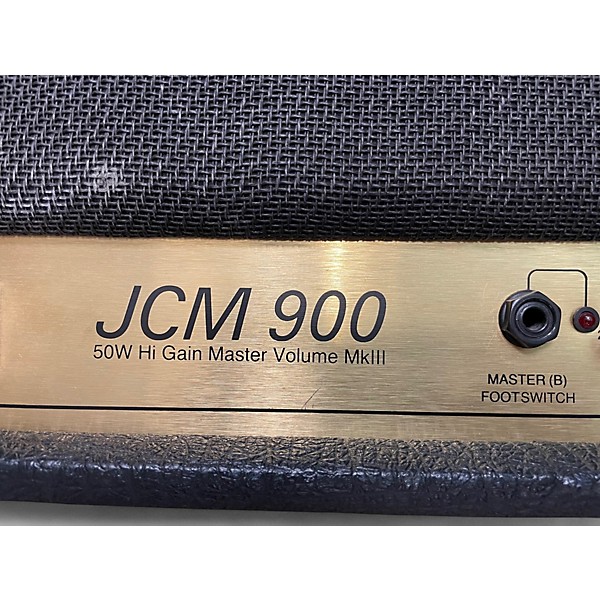 JCM 900
50W Hi Gain Master Volume MkIII
MASTER (B)
FOOTSWITCH